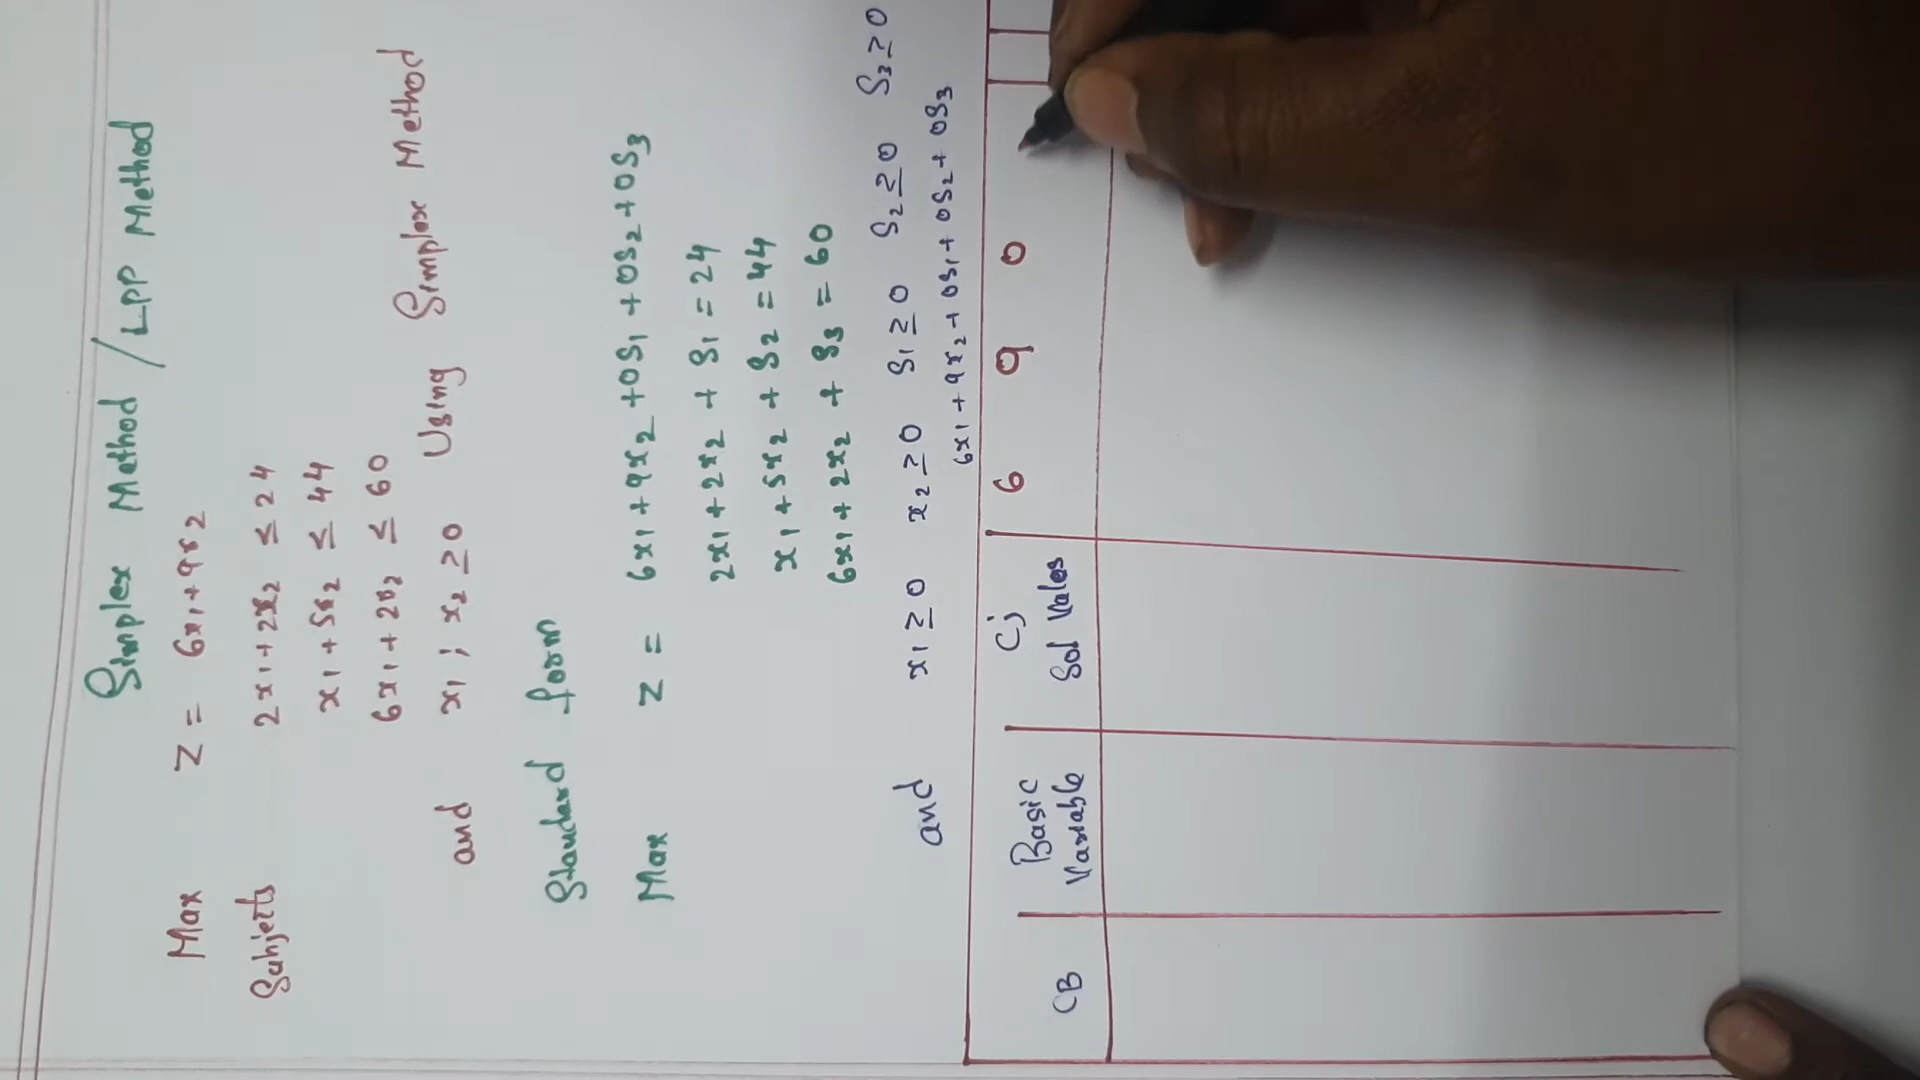 Simplex Method / LPP Method
Max Z = 6x1 + 9x2
Subjects 2x1 + 2x2 ≤ 24
x1 + 5x2 ≤ 44
6x1 + 2x2 ≤ 60
and x1 ; x2 ≥ 0 Using Simplex Method
Standard form
Max Z = 6x1 + 9x2 + 0S1 + 0S2 + 0S3
2x1 + 2x2 + S1 = 24
x1 + 5x2 + S2 = 44
6x1 + 2x2 + S3 = 60
and x1 ≥ 0 x2 ≥ 0 S1 ≥ 0 S2 ≥ 0 S3 ≥ 0
6x1 + 9x2 + 0S1 + 0S2 + 0S3
Cj 6 9 0
CB Basic Variable Sol Vales